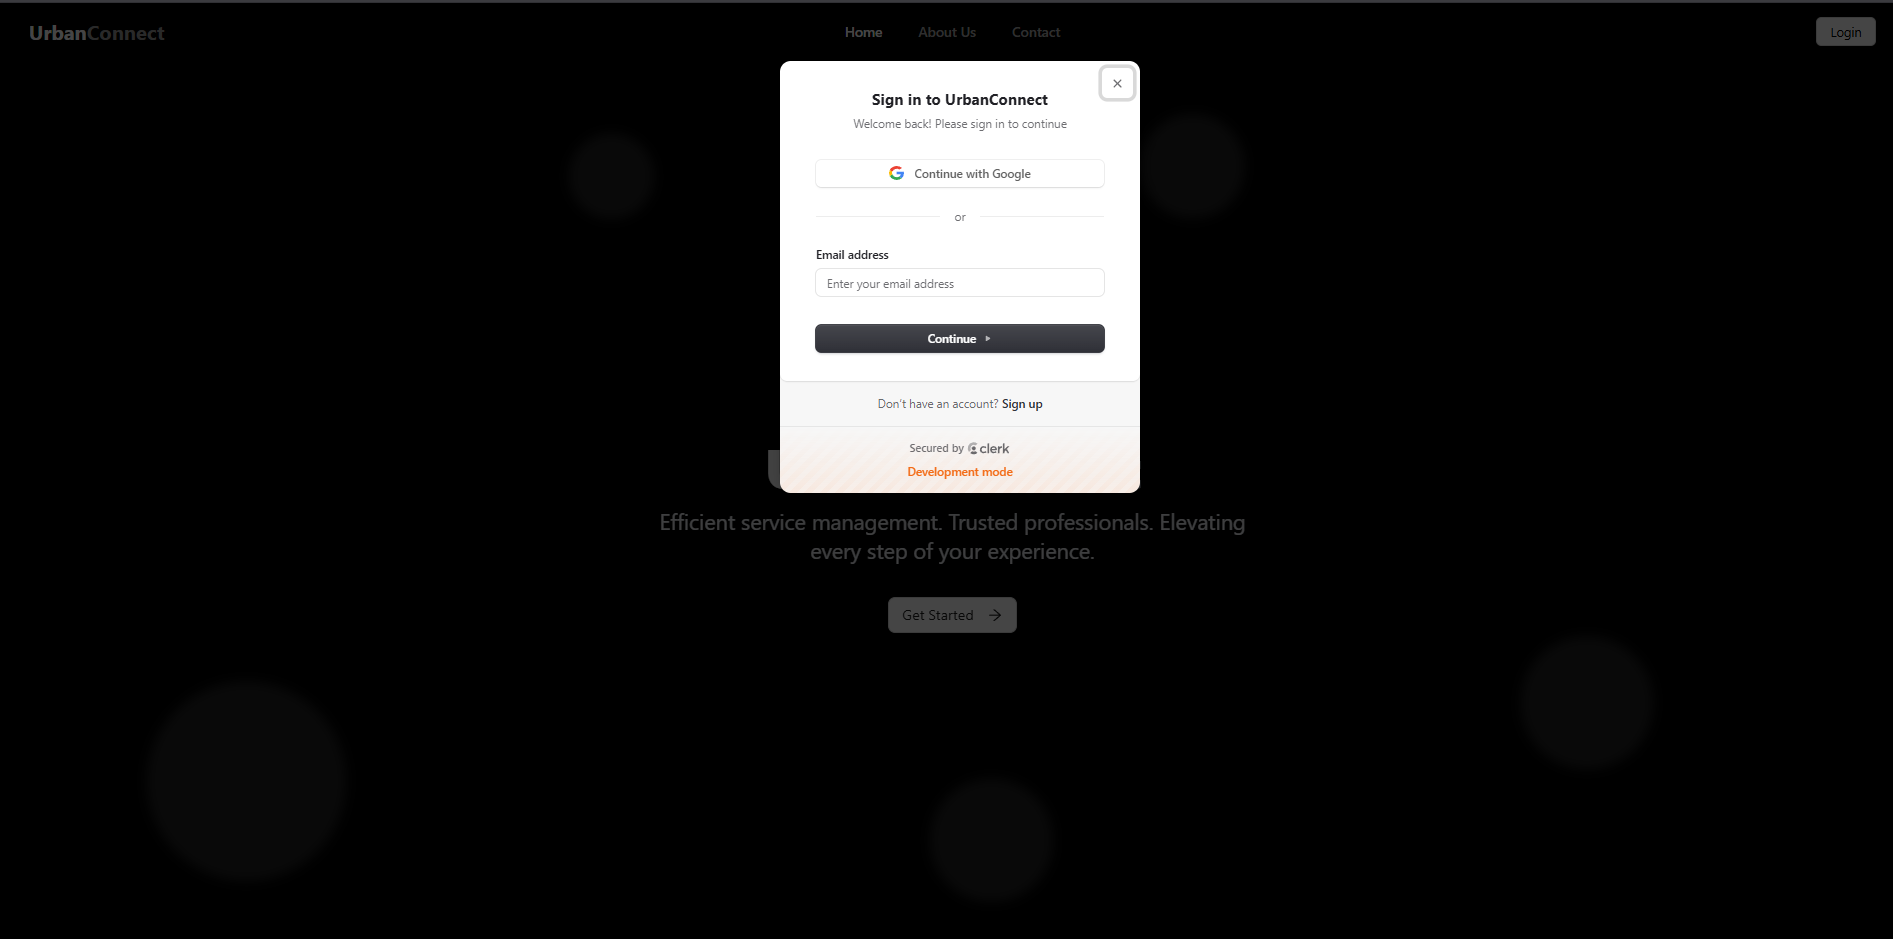 UrbanConnect
Home
About Us
Contact
Login
Sign in to UrbanConnect
Welcome back! Please sign in to continue
Continue with Google
or
Email address
Enter your email address
Continue
Don't have an account? Sign up
Secured by clerk
Development mode
Efficient service management. Trusted professionals. Elevating
every step of your experience.
Get Started